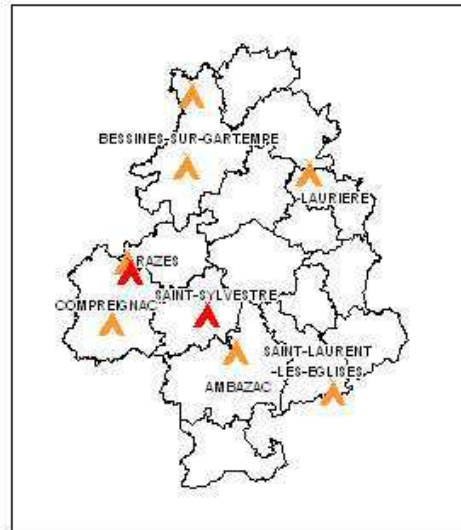 BESSINES-SUR-GARTEMPE
LAURIERE
RAZES
SAINT-SYLVESTRE
COMPREIGNAC
SAINT-LAURENT
-LES-EGLISES
AMBAZAC